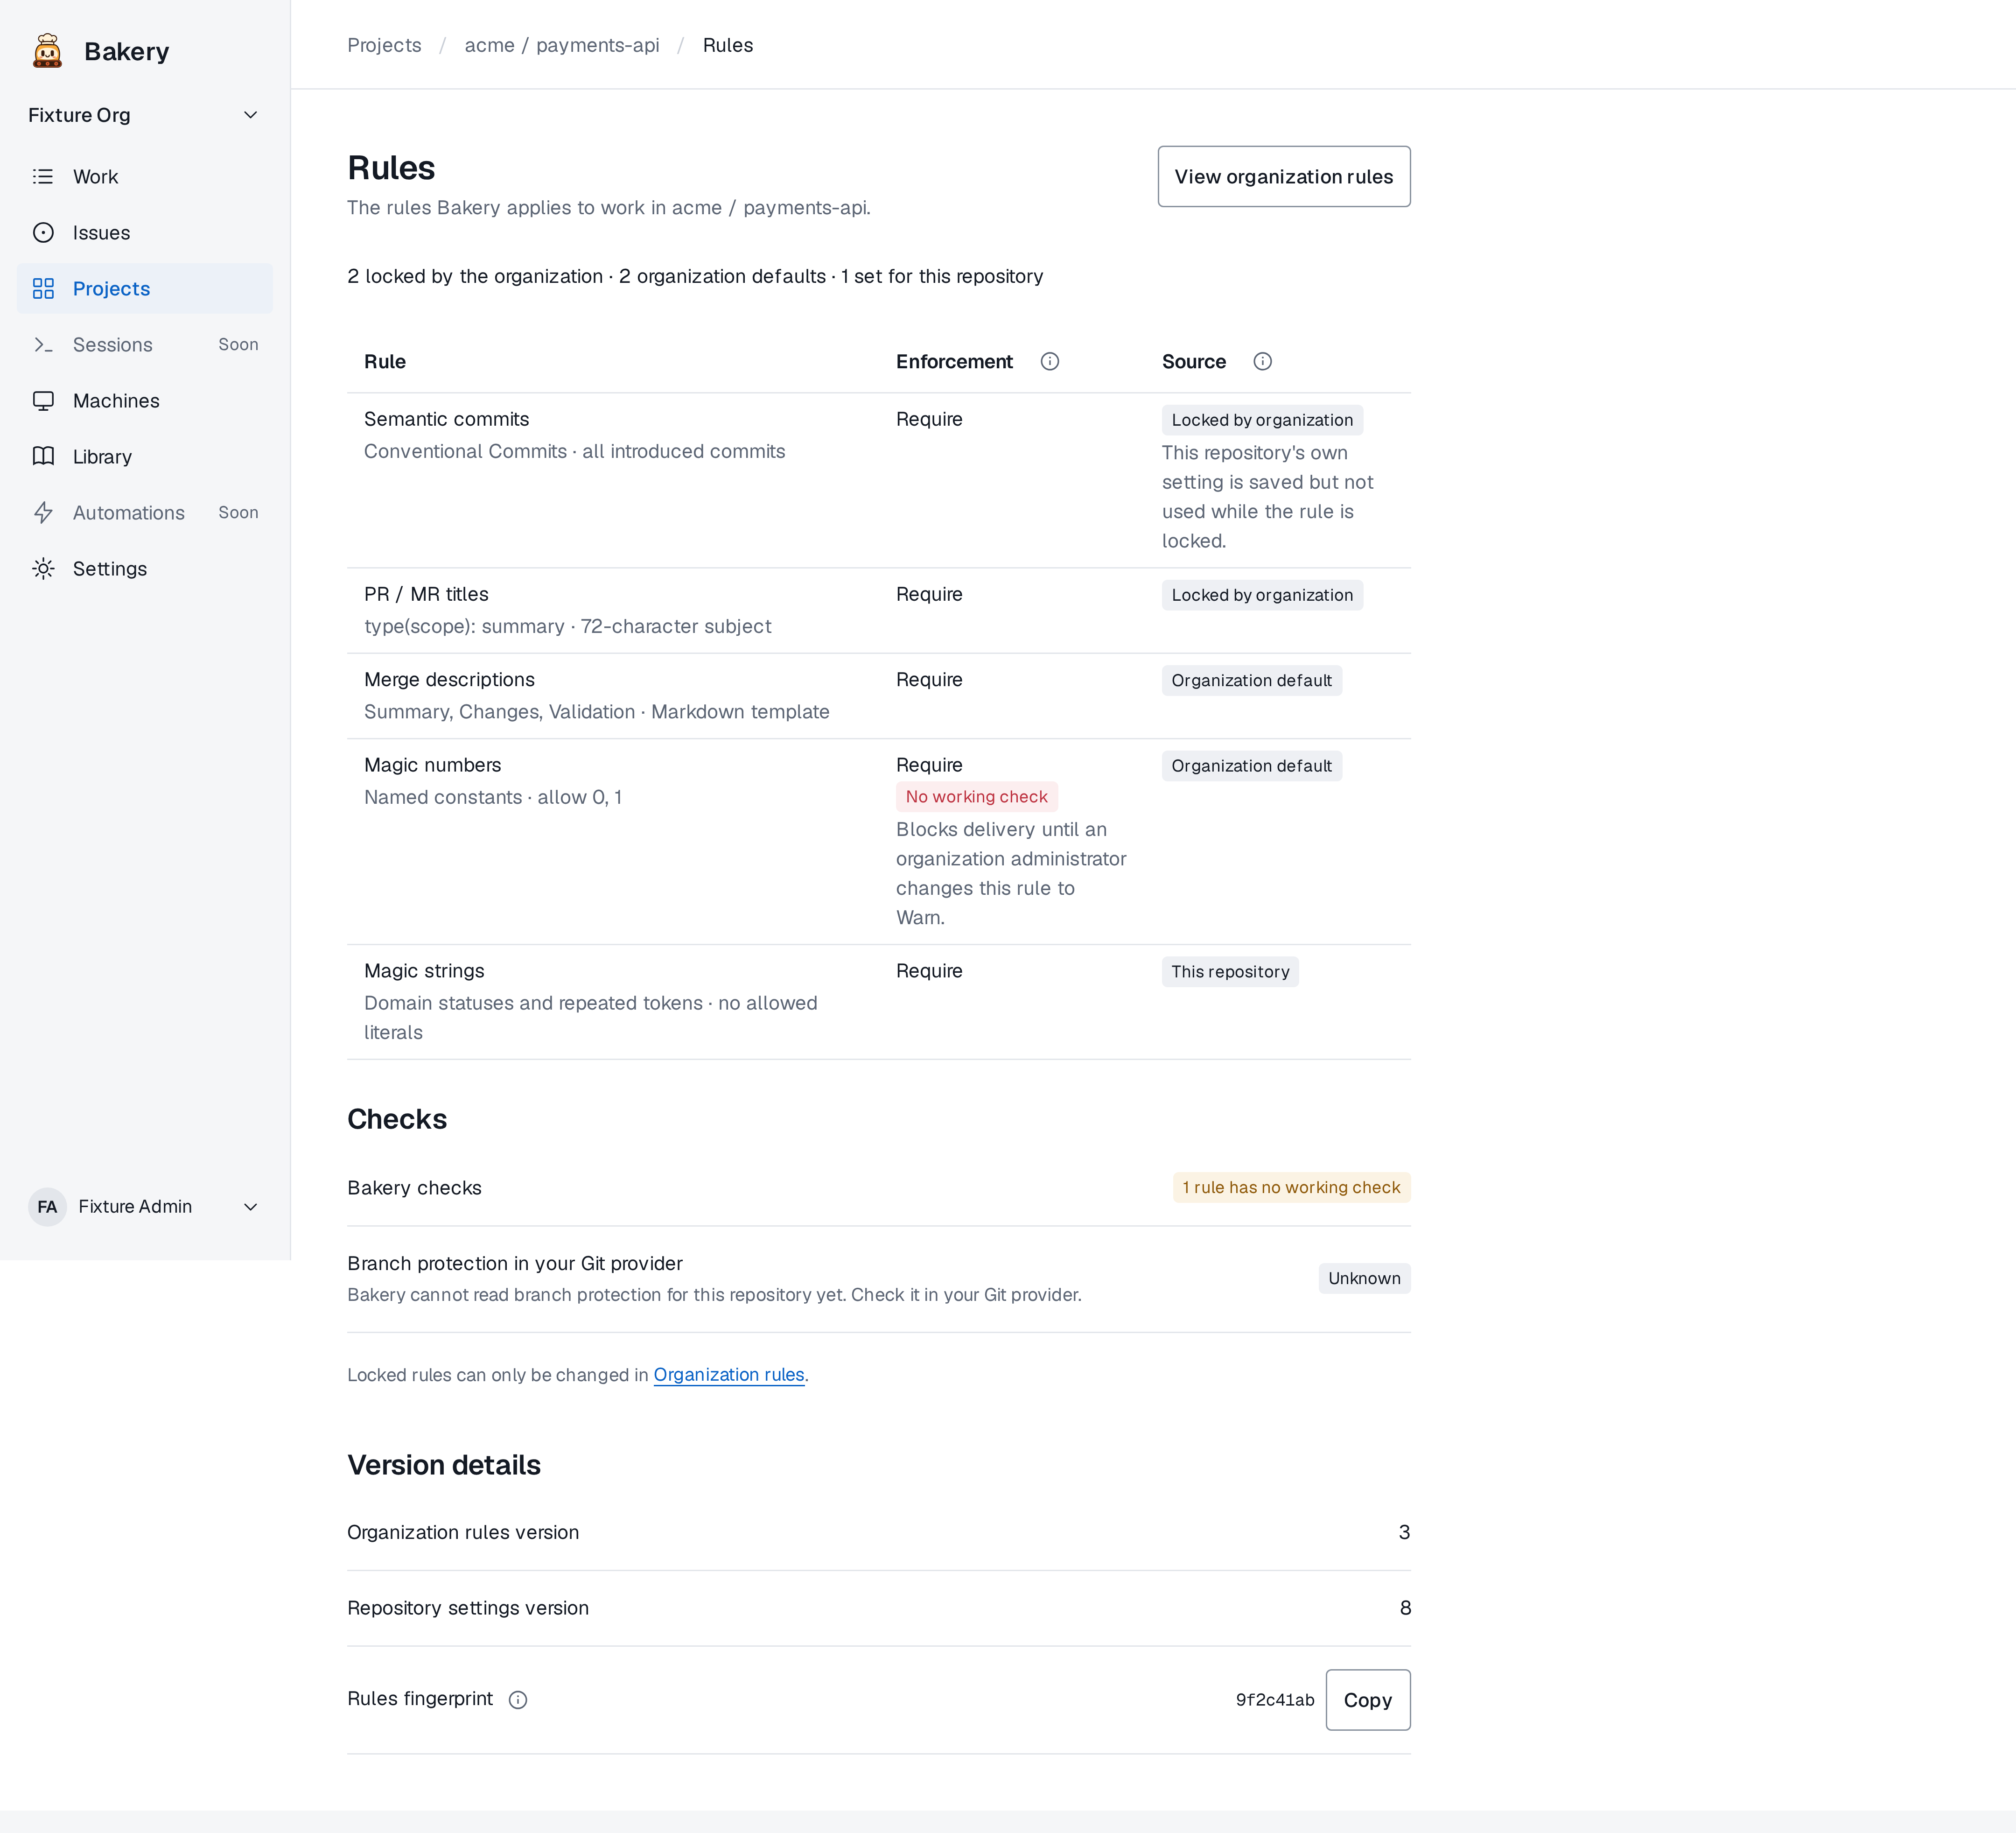 Bakery
Fixture Org
Work
Issues
Projects
Sessions Soon
Machines
Library
Automations Soon
Settings
FA Fixture Admin
Projects / acme / payments-api / Rules
Rules
The rules Bakery applies to work in acme / payments-api.
View organization rules
2 locked by the organization · 2 organization defaults · 1 set for this repository
Rule Enforcement Source
Semantic commits
Conventional Commits · all introduced commits
Require
Locked by organization
This repository's own
setting is saved but not
used while the rule is
locked.
PR / MR titles
type(scope): summary · 72-character subject
Require
Locked by organization
Merge descriptions
Summary, Changes, Validation · Markdown template
Require
Organization default
Magic numbers
Named constants · allow 0, 1
Require
No working check
Blocks delivery until an
organization administrator
changes this rule to
Warn.
Organization default
Magic strings
Domain statuses and repeated tokens · no allowed
literals
Require
This repository
Checks
Bakery checks
1 rule has no working check
Branch protection in your Git provider
Bakery cannot read branch protection for this repository yet. Check it in your Git provider.
Unknown
Locked rules can only be changed in Organization rules.
Version details
Organization rules version 3
Repository settings version 8
Rules fingerprint 9f2c41ab Copy